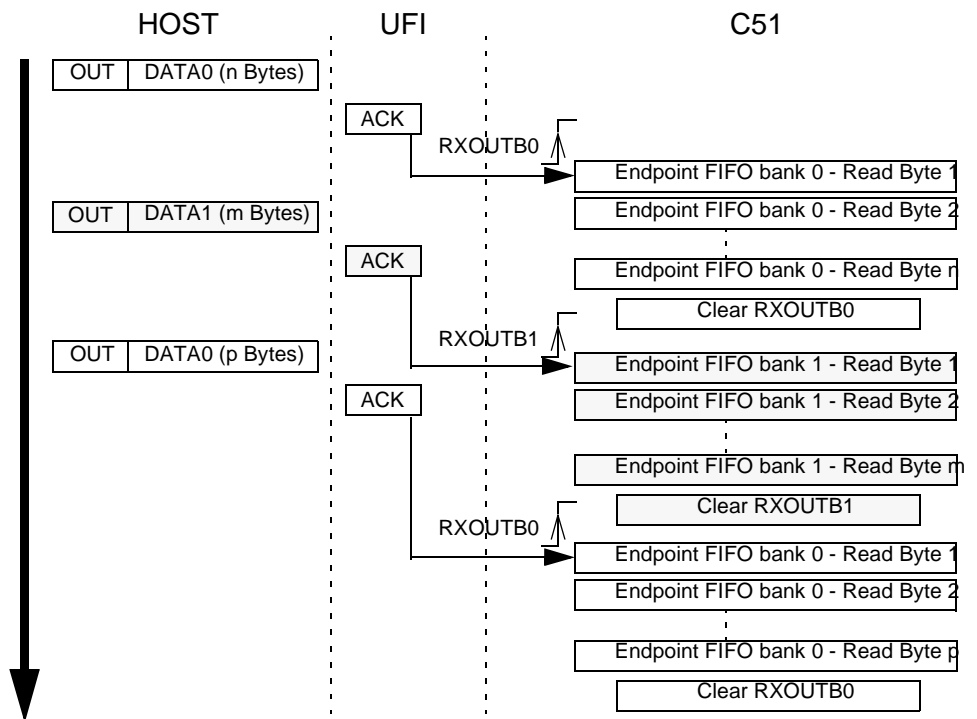 HOST UFI C51
OUT DATA0 (n Bytes)
ACK
RXOUTB0
Endpoint FIFO bank 0 - Read Byte 1
OUT DATA1 (m Bytes)
Endpoint FIFO bank 0 - Read Byte 2
ACK
Endpoint FIFO bank 0 - Read Byte n
Clear RXOUTB0
RXOUTB1
OUT DATA0 (p Bytes)
Endpoint FIFO bank 1 - Read Byte 1
ACK
Endpoint FIFO bank 1 - Read Byte 2
Endpoint FIFO bank 1 - Read Byte m
Clear RXOUTB1
RXOUTB0
Endpoint FIFO bank 0 - Read Byte 1
Endpoint FIFO bank 0 - Read Byte 2
Endpoint FIFO bank 0 - Read Byte p
Clear RXOUTB0